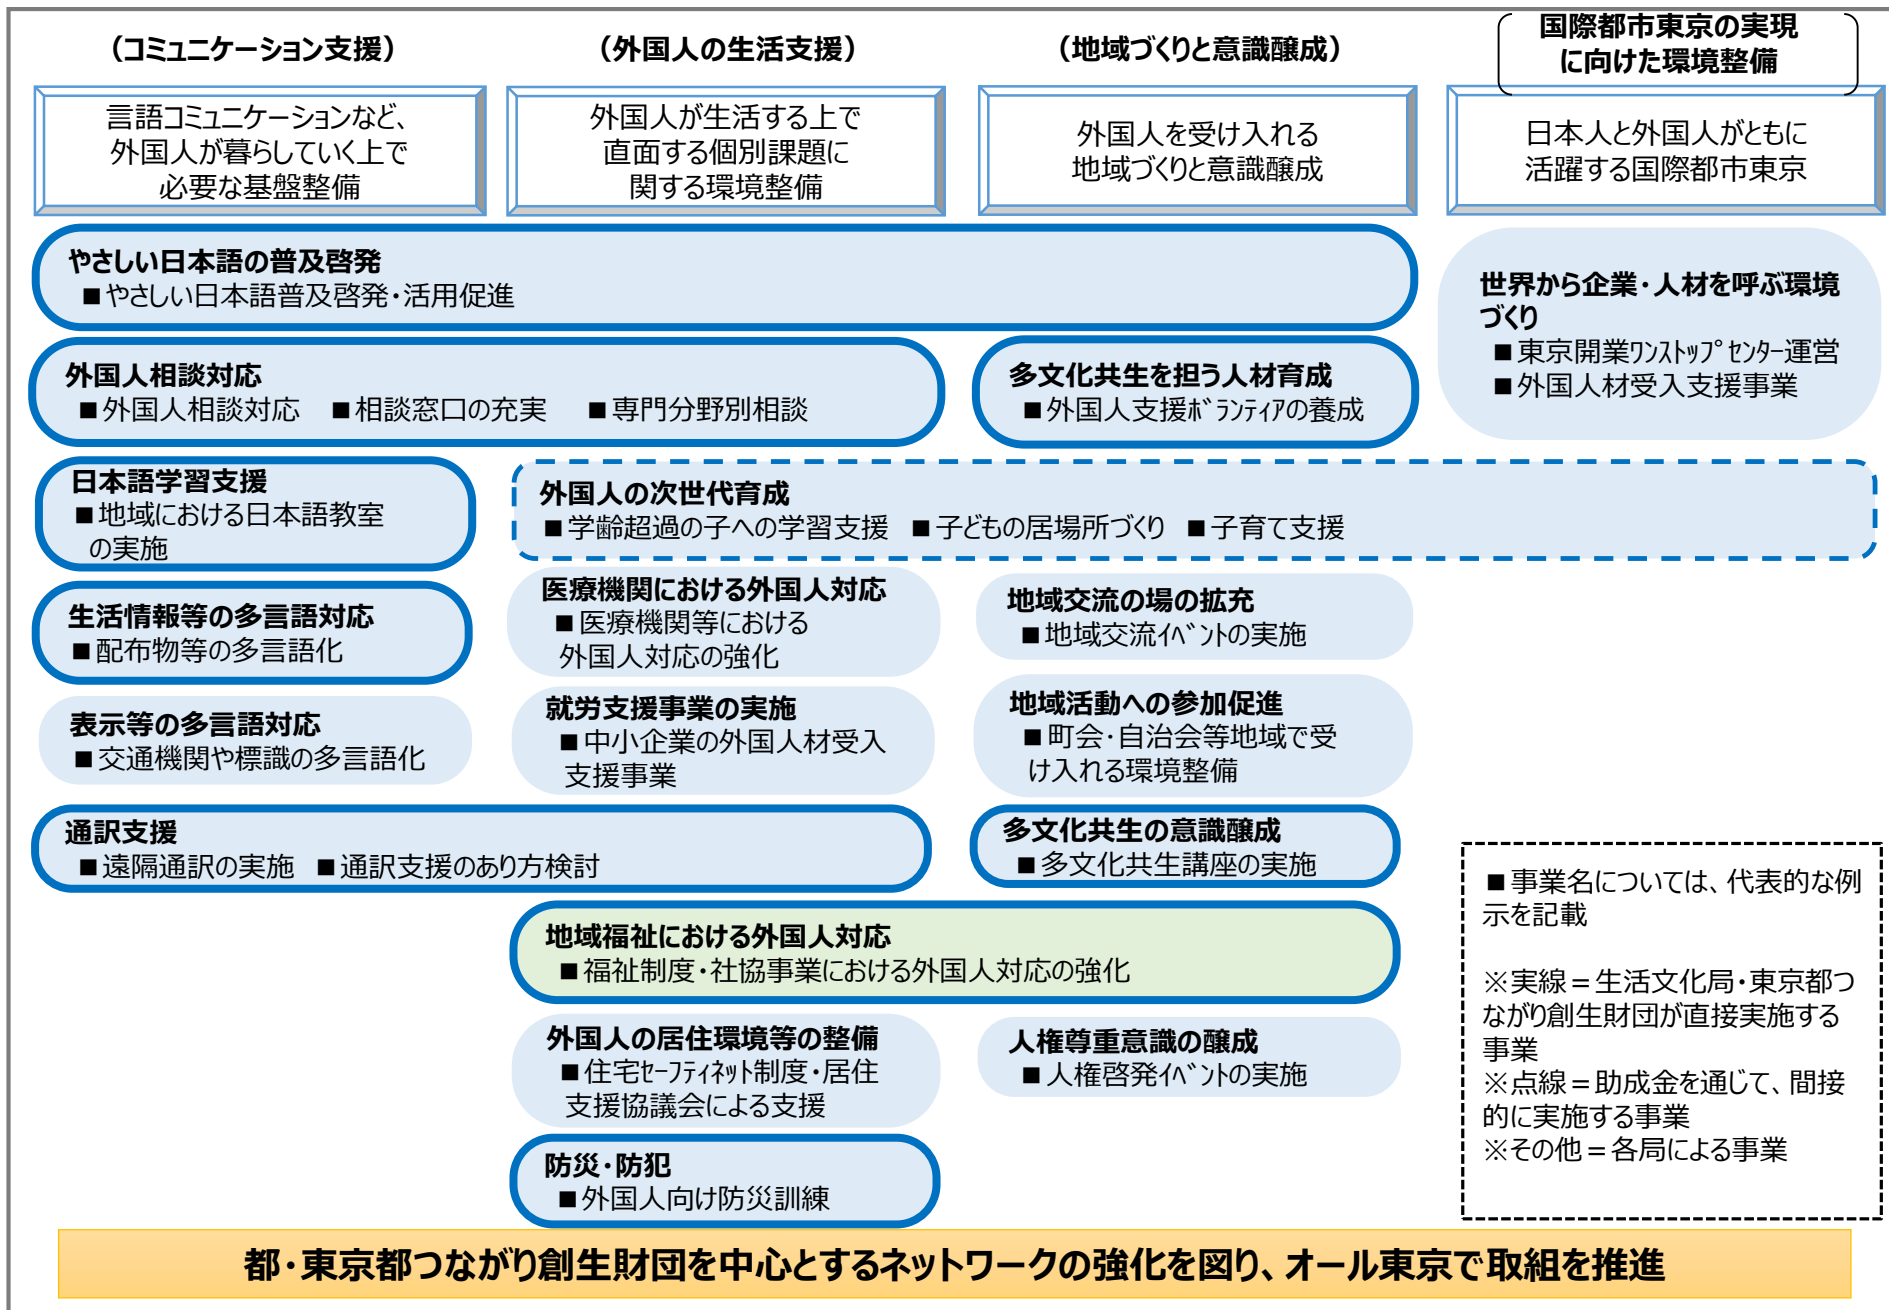 （コミュニケーション支援）
（外国人の生活支援）
（地域づくりと意識醸成）
国際都市東京の実現
に向けた環境整備
言語コミュニケーションなど、
外国人が暮らしていく上で
必要な基盤整備
外国人が生活する上で
直面する個別課題に
関する環境整備
外国人を受け入れる
地域づくりと意識醸成
日本人と外国人がともに
活躍する国際都市東京
やさしい日本語の普及啓発
■やさしい日本語普及啓発・活用促進
世界から企業・人材を呼ぶ環境
づくり
■東京開業ﾜﾝｽﾄｯﾌﾟｾﾝﾀｰ運営
■外国人材受入支援事業
外国人相談対応
■外国人相談対応　■相談窓口の充実　■専門分野別相談
多文化共生を担う人材育成
■外国人支援ﾎﾞﾗﾝﾃｨｱの養成
日本語学習支援
■地域における日本語教室
の実施
外国人の次世代育成
■学齢超過の子への学習支援　■子どもの居場所づくり　■子育て支援
生活情報等の多言語対応
■配布物等の多言語化
医療機関における外国人対応
■医療機関等における
外国人対応の強化
地域交流の場の拡充
■地域交流ｲﾍﾞﾝﾄの実施
表示等の多言語対応
■交通機関や標識の多言語化
就労支援事業の実施
■中小企業の外国人材受入
支援事業
地域活動への参加促進
■町会・自治会等地域で受
け入れる環境整備
通訳支援
■遠隔通訳の実施　■通訳支援のあり方検討
多文化共生の意識醸成
■多文化共生講座の実施
地域福祉における外国人対応
■福祉制度・社協事業における外国人対応の強化
外国人の居住環境等の整備
■住宅ｾｰﾌﾃｨﾈｯﾄ制度・居住
支援協議会による支援
人権尊重意識の醸成
■人権啓発ｲﾍﾞﾝﾄの実施
防災・防犯
■外国人向け防災訓練
■事業名については、代表的な例
示を記載
※実線＝生活文化局・東京都つ
ながり創生財団が直接実施する
事業
※点線＝助成金を通じて、間接
的に実施する事業
※その他＝各局による事業
都・東京都つながり創生財団を中心とするネットワークの強化を図り、オール東京で取組を推進